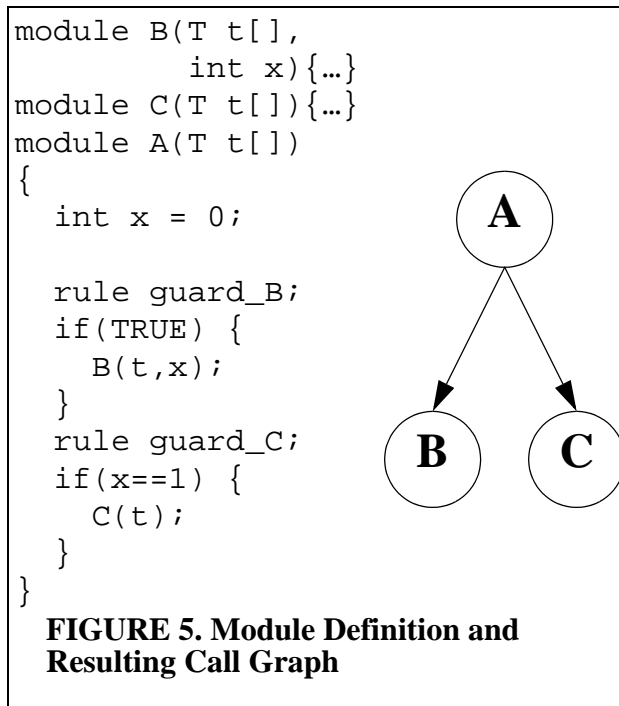 module B(T t[],
          int x){…}
module C(T t[]){…}
module A(T t[])
{
  int x = 0;
  rule guard_B;
  if(TRUE) {
    B(t,x);
  }
  rule guard_C;
  if(x==1) {
    C(t);
  }
}
A
B
C
FIGURE 5. Module Definition and
Resulting Call Graph